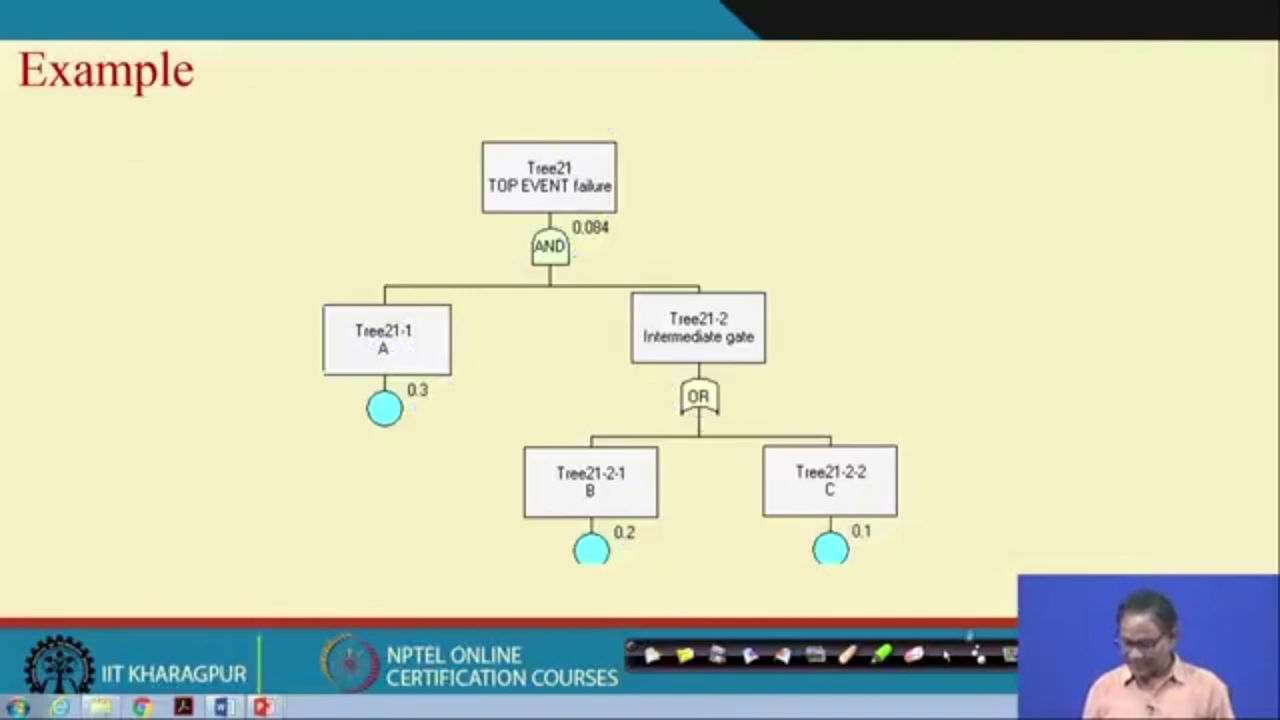 Example
Tree21
TOP EVENT failure
0.084
AND
Tree21-1
A
0.3
Tree21-2
Intermediate gate
OR
Tree21-2-1
B
0.2
Tree21-2-2
C
0.1
IIT KHARAGPUR
NPTEL ONLINE
CERTIFICATION COURSES